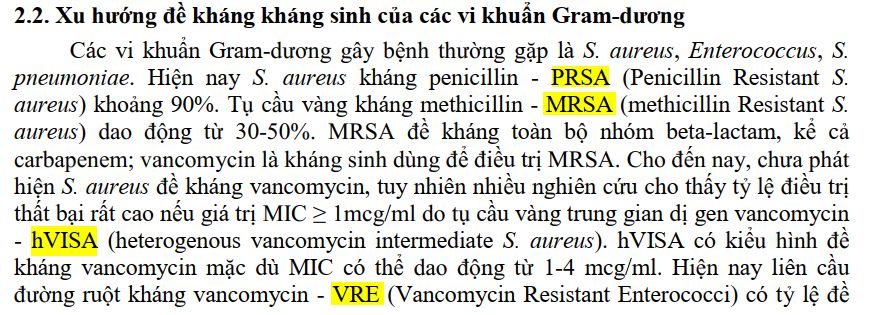 2.2. Xu hướng đề kháng kháng sinh của các vi khuẩn Gram-dương
Các vi khuẩn Gram-dương gây bệnh thường gặp là S. aureus, Enterococcus, S.
pneumoniae. Hiện nay S. aureus kháng penicillin - PRSA (Penicillin Resistant S.
aureus) khoảng 90%. Tụ cầu vàng kháng methicillin - MRSA (methicillin Resistant S.
aureus) dao động từ 30-50%. MRSA đề kháng toàn bộ nhóm beta-lactam, kể cả
carbapenem; vancomycin là kháng sinh dùng để điều trị MRSA. Cho đến nay, chưa phát
hiện S. aureus đề kháng vancomycin, tuy nhiên nhiều nghiên cứu cho thấy tỷ lệ điều trị
thất bại rất cao nếu giá trị MIC ≥ 1mcg/ml do tụ cầu vàng trung gian dị gen vancomycin
- hVISA (heterogenous vancomycin intermediate S. aureus). hVISA có kiểu hình đề
kháng vancomycin mặc dù MIC có thể dao động từ 1-4 mcg/ml. Hiện nay liên cầu
đường ruột kháng vancomycin - VRE (Vancomycin Resistant Enterococci) có tỷ lệ đề